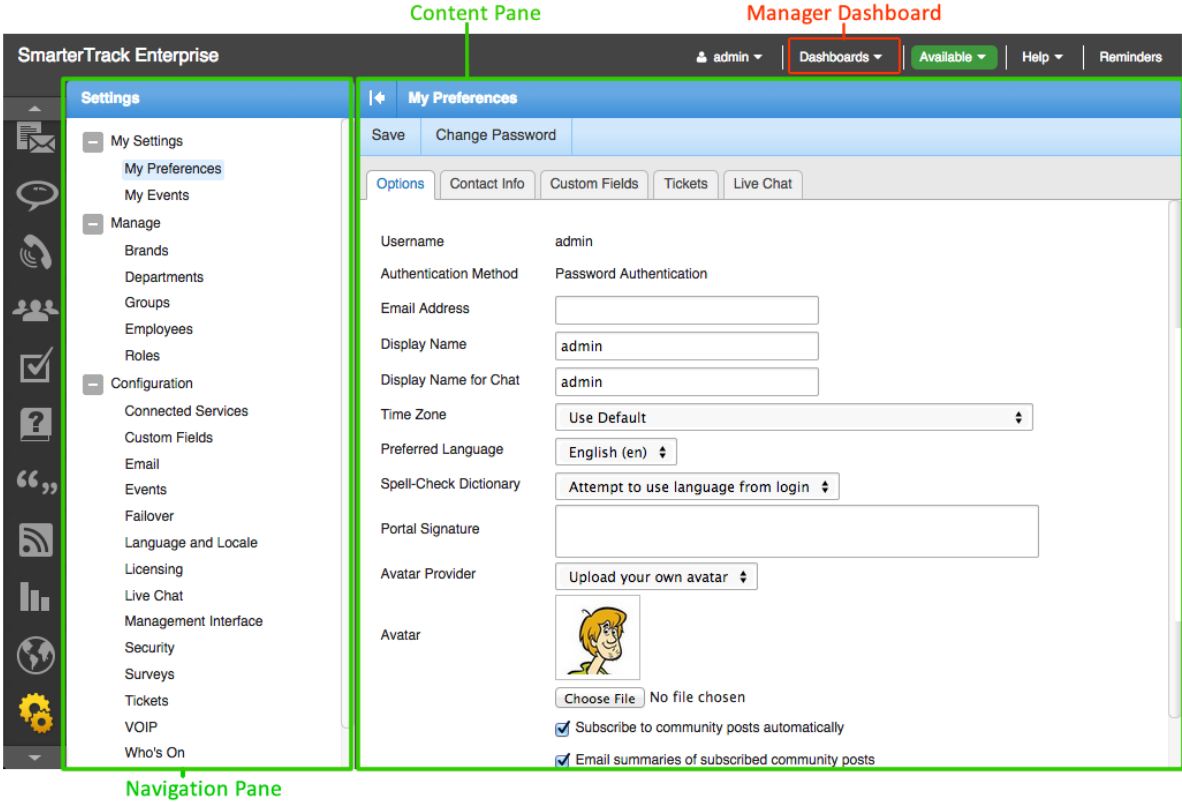 Content Pane
Manager Dashboard
SmarterTrack Enterprise
admin
Dashboards
Available
Help
Reminders
Settings
My Settings
My Preferences
My Events
Manage
Brands
Departments
Groups
Employees
Roles
Configuration
Connected Services
Custom Fields
Email
Events
Failover
Language and Locale
Licensing
Live Chat
Management Interface
Security
Surveys
Tickets
VOIP
Who's On
My Preferences
Save
Change Password
Options
Contact Info
Custom Fields
Tickets
Live Chat
Username admin
Authentication Method Password Authentication
Email Address
Display Name admin
Display Name for Chat admin
Time Zone Use Default
Preferred Language English (en)
Spell-Check Dictionary Attempt to use language from login
Portal Signature
Avatar Provider Upload your own avatar
Avatar
Choose File No file chosen
Subscribe to community posts automatically
Email summaries of subscribed community posts
Navigation Pane